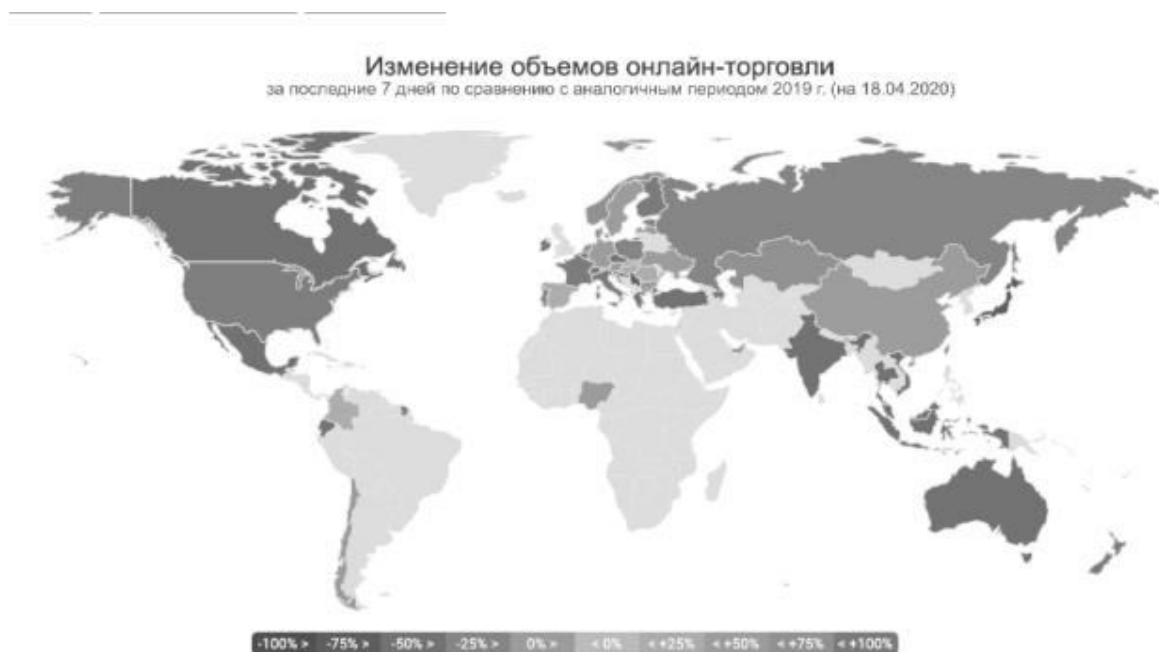 Изменение объемов онлайн-торговли
за последние 7 дней по сравнению с аналогичным периодом 2019 г. (на 18.04.2020)
-100% > -75% > -50% > -25% > 0% > < 0% < +25% < +50% < +75% < +100%